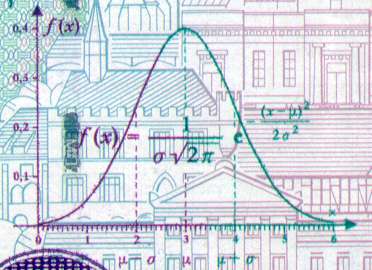 f(x)
0,4
0,3
0,2
0,1
f(x) = 1/(σ√2π) e^(-(x-μ)²/2σ²)
x
0 1 2 3 4 5 6
μ-σ μ μ+σ